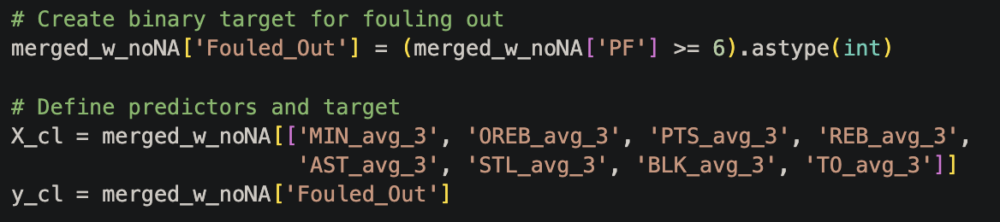 # Create binary target for fouling out
merged_w_noNA['Fouled_Out'] = (merged_w_noNA['PF'] >= 6).astype(int)
# Define predictors and target
X_cl = merged_w_noNA[['MIN_avg_3', 'OREB_avg_3', 'PTS_avg_3', 'REB_avg_3',
'AST_avg_3', 'STL_avg_3', 'BLK_avg_3', 'TO_avg_3']]
y_cl = merged_w_noNA['Fouled_Out']